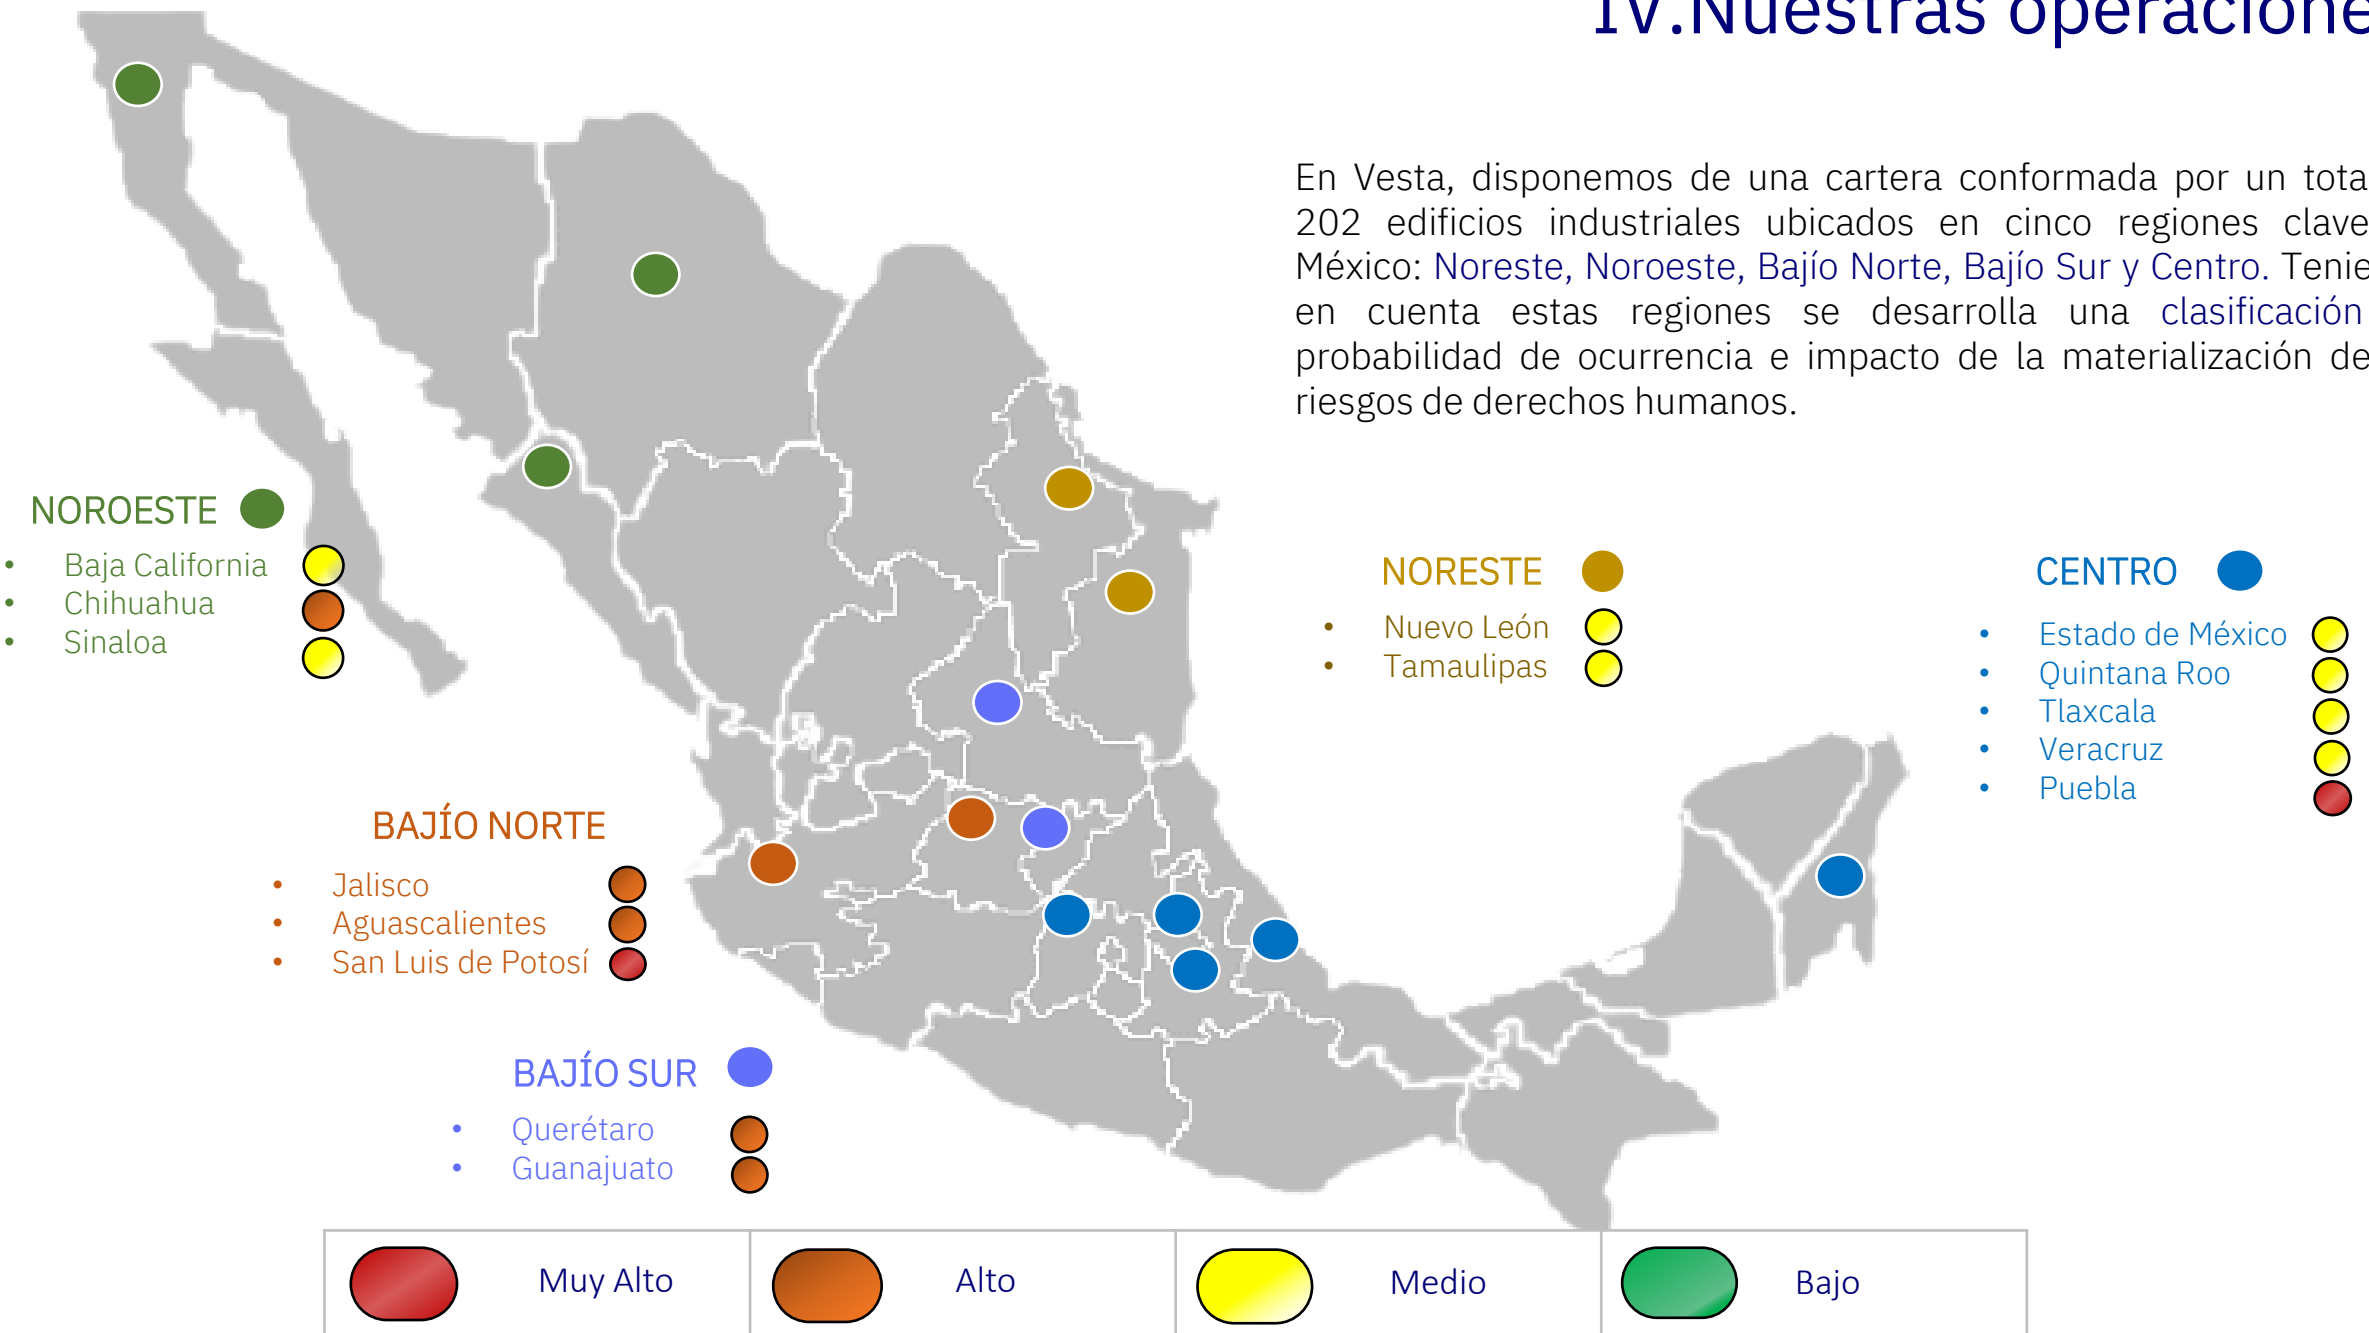 IV.Nuestras operacione
En Vesta, disponemos de una cartera conformada por un tota
202 edificios industriales ubicados en cinco regiones clave
México: Noreste, Noroeste, Bajío Norte, Bajío Sur y Centro. Tenie
en cuenta estas regiones se desarrolla una clasificación
probabilidad de ocurrencia e impacto de la materialización de
riesgos de derechos humanos.
NOROESTE
• Baja California
• Chihuahua
• Sinaloa
NORESTE
• Nuevo León
• Tamaulipas
CENTRO
• Estado de México
• Quintana Roo
• Tlaxcala
• Veracruz
• Puebla
BAJÍO NORTE
• Jalisco
• Aguascalientes
• San Luis de Potosí
BAJÍO SUR
• Querétaro
• Guanajuato
Muy Alto
Alto
Medio
Bajo